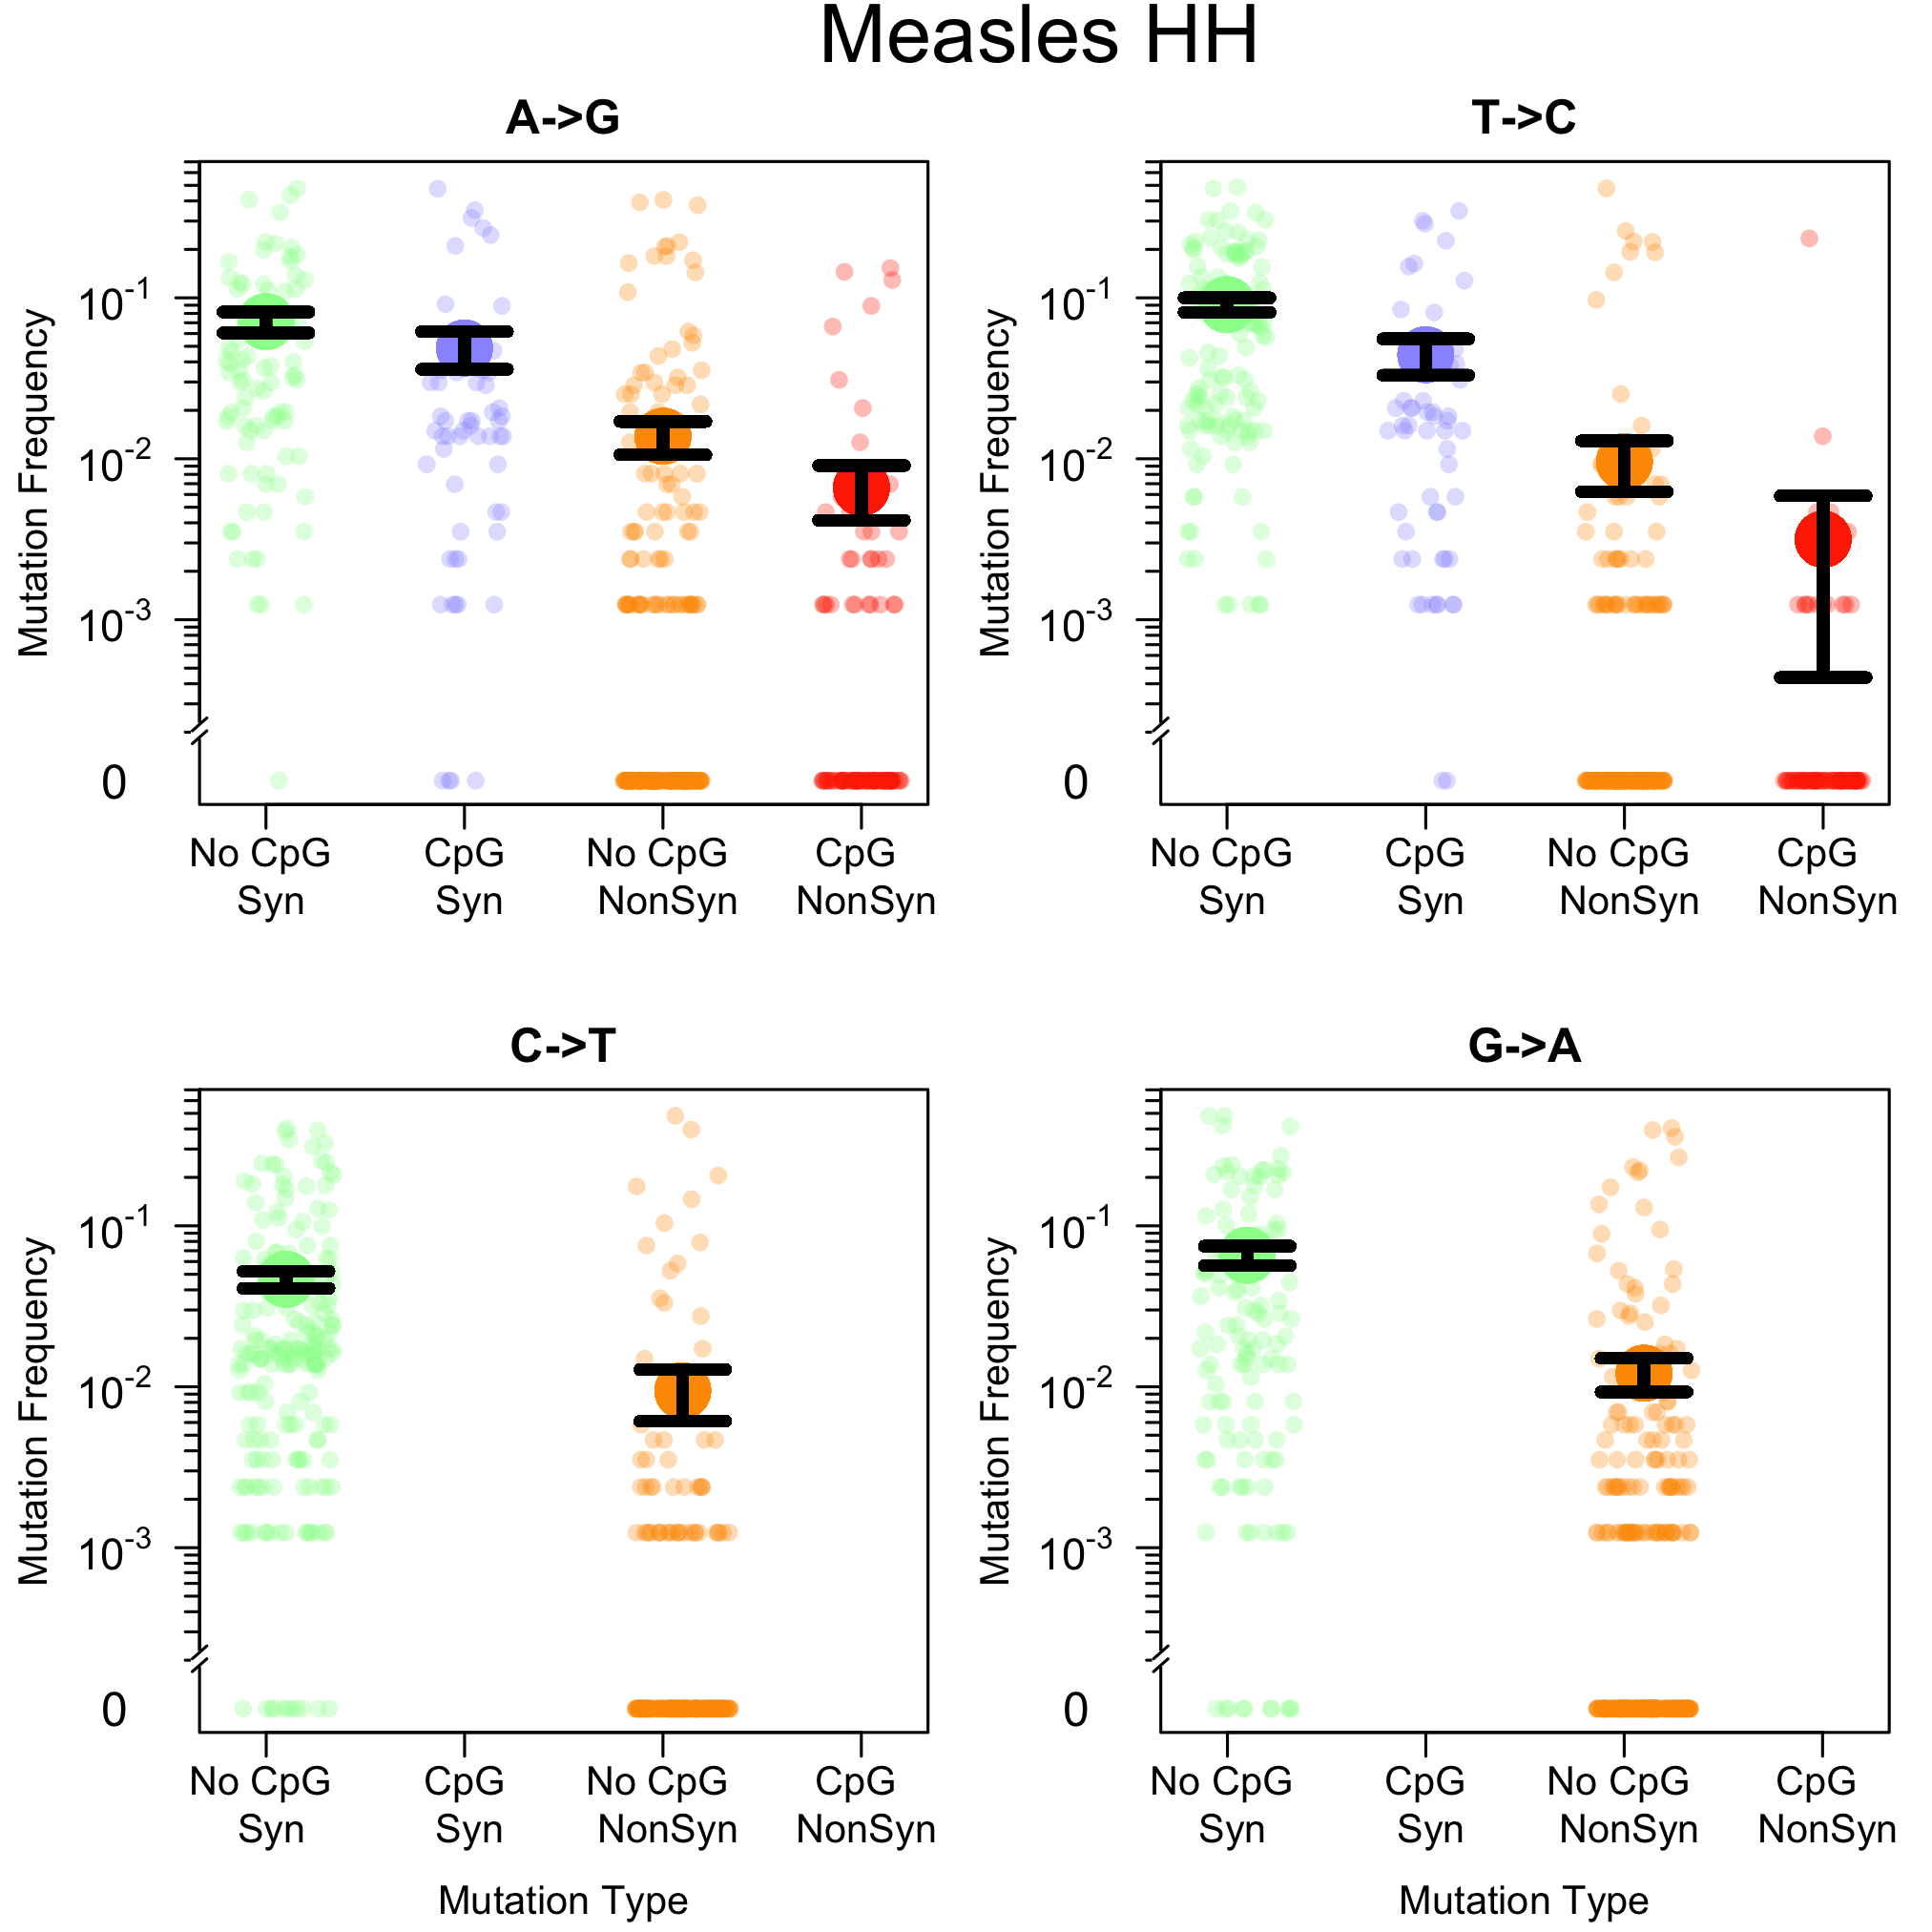 Measles HH
A->G
Mutation Frequency
10-1
10-2
10-3
0
No CpG CpG No CpG CpG
Syn Syn NonSyn NonSyn
T->C
Mutation Frequency
10-1
10-2
10-3
0
No CpG CpG No CpG CpG
Syn Syn NonSyn NonSyn
C->T
Mutation Frequency
10-1
10-2
10-3
0
No CpG CpG No CpG CpG
Syn Syn NonSyn NonSyn
Mutation Type
G->A
Mutation Frequency
10-1
10-2
10-3
0
No CpG CpG No CpG CpG
Syn Syn NonSyn NonSyn
Mutation Type